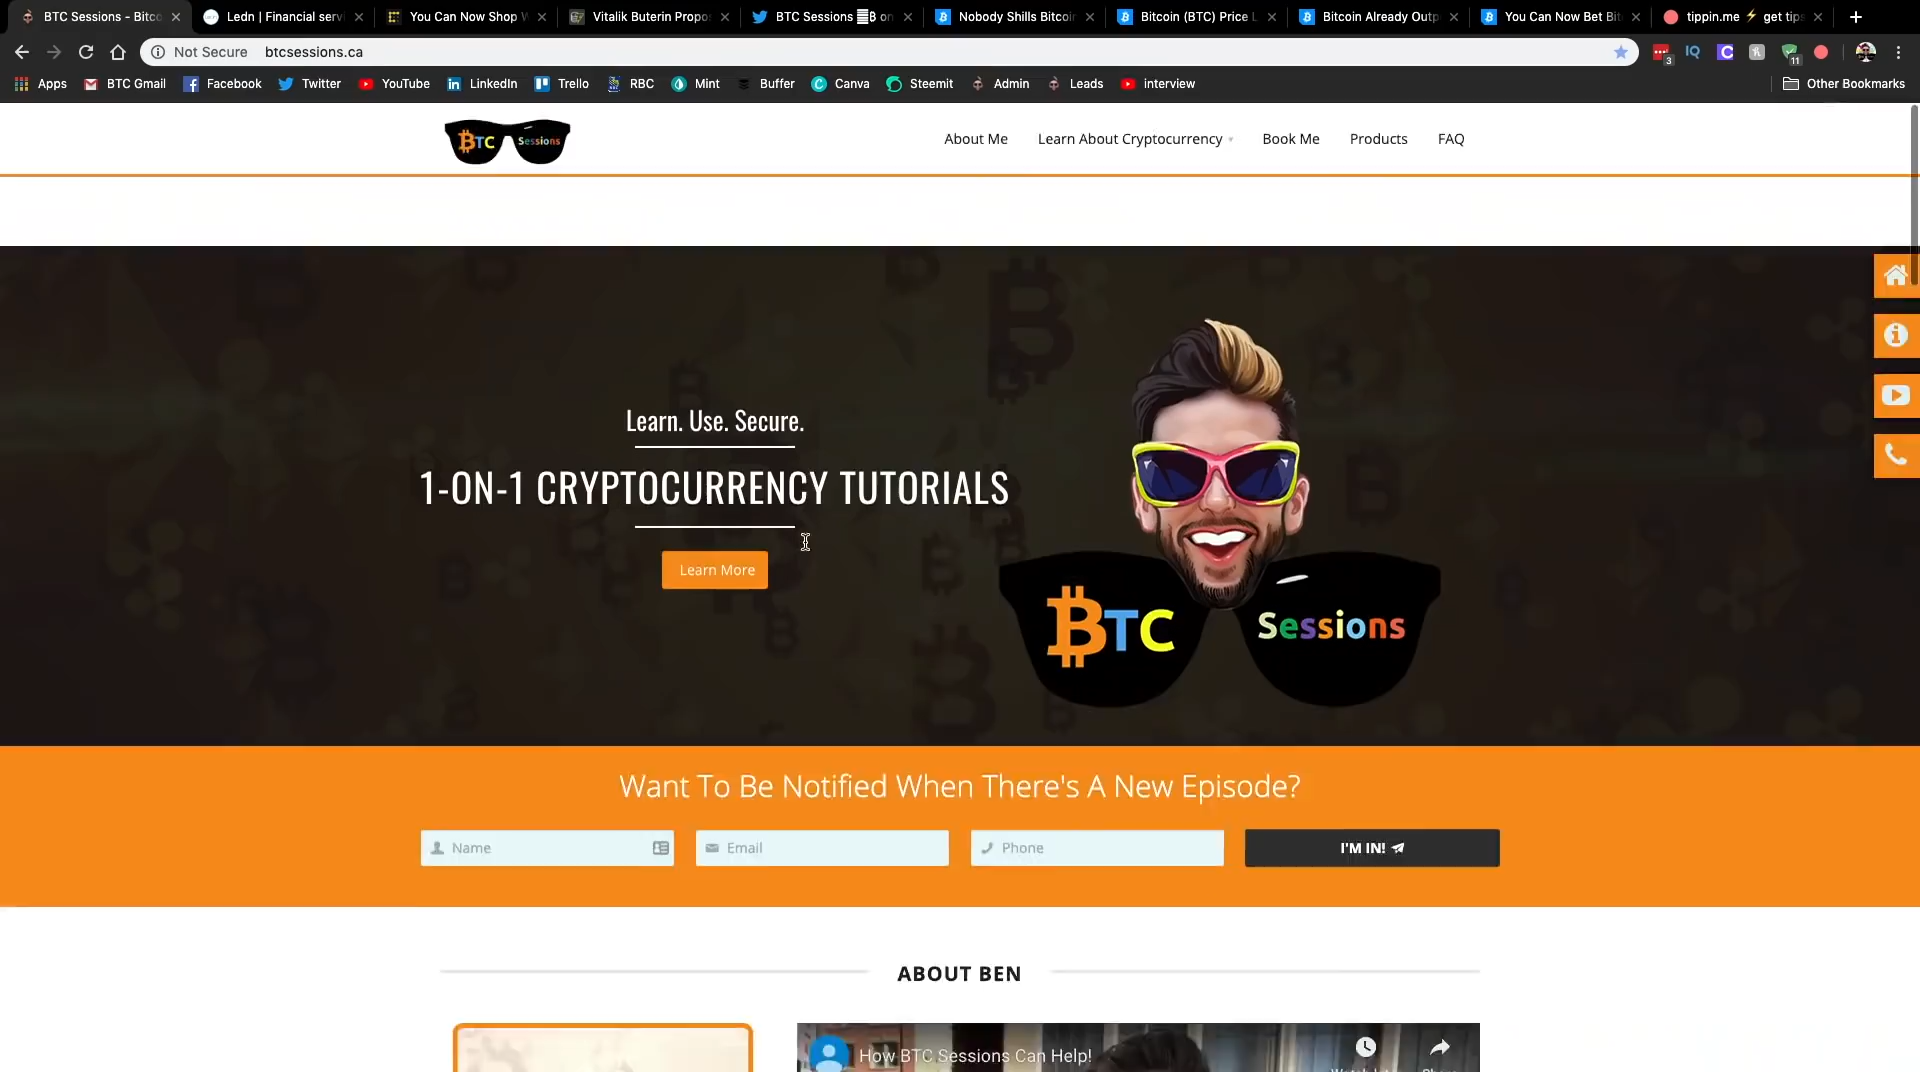 BTC Sessions - Bitco
Ledn | Financial serv
You Can Now Shop W
Vitalik Buterin Propo
BTC Sessions
on
Nobody Shills Bitcoin
Bitcoin (BTC) Price L
Bitcoin Already Outp
You Can Now Bet Bit
tippin.me ⚡ get tips
Not Secure
btcsessions.ca
3
11
Apps
BTC Gmail
Facebook
Twitter
YouTube
LinkedIn
Trello
RBC
Mint
Buffer
Canva
Steemit
Admin
Leads
interview
Other Bookmarks
BTC Sessions
About Me
Learn About Cryptocurrency
Book Me
Products
FAQ
Learn. Use. Secure.
1-ON-1 CRYPTOCURRENCY TUTORIALS
Learn More
BTC Sessions
Want To Be Notified When There's A New Episode?
Name
Email
Phone
I'M IN!
ABOUT BEN
How BTC Sessions Can Help!